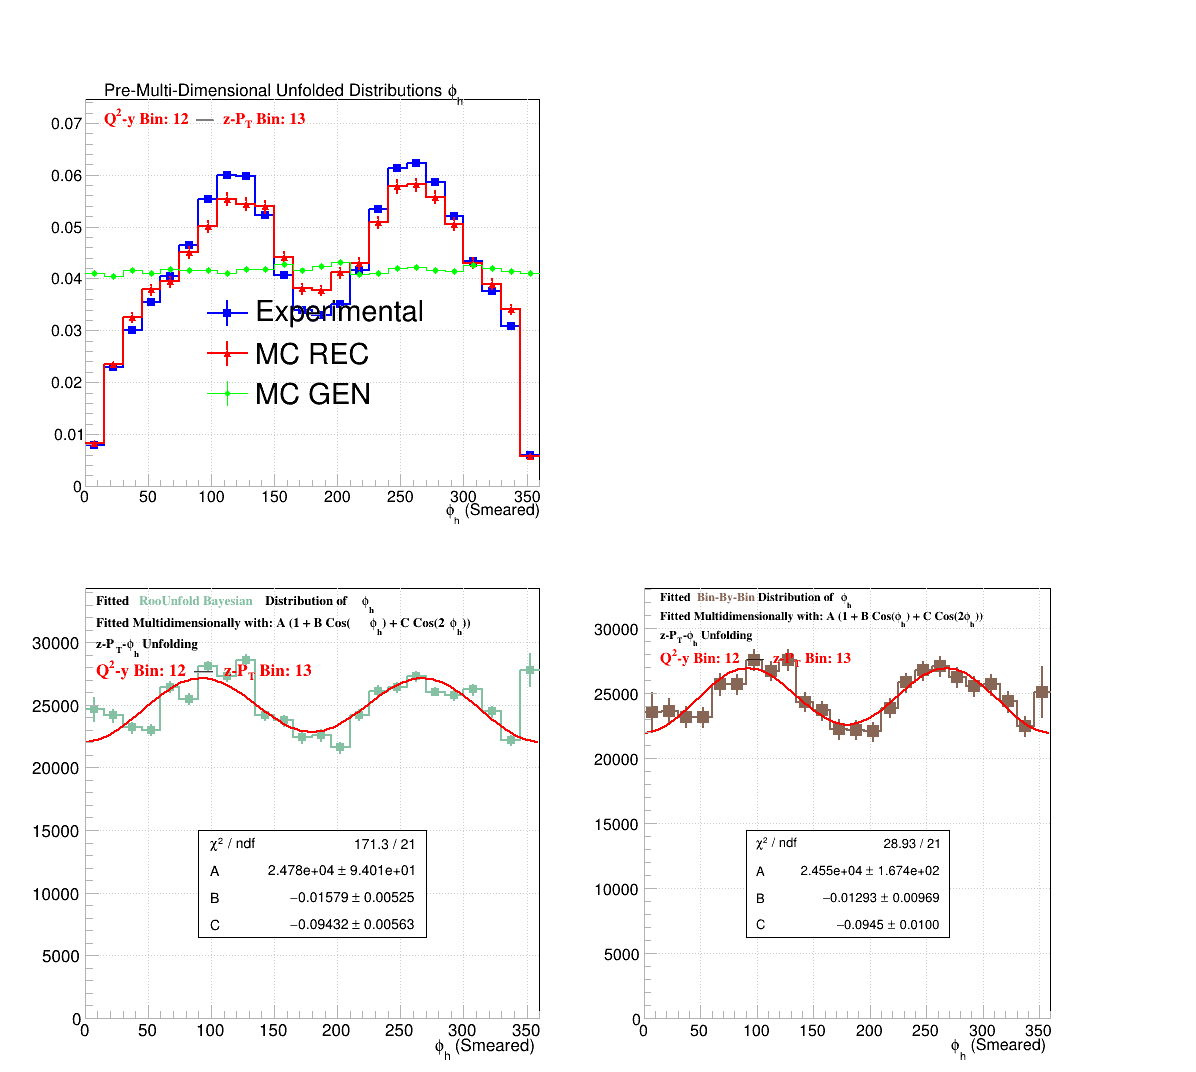 Pre-Multi-Dimensional Unfolded Distributions ϕh
Q2-y Bin: 12 — z-PT Bin: 13
0.07
0.06
0.05
0.04
0.03
0.02
0.01
0
Experimental
MC REC
MC GEN
0 50 100 150 200 250 300 350
ϕh (Smeared)
Fitted RooUnfold Bayesian Distribution of ϕh
Fitted Multidimensionally with: A (1 + B Cos( ϕh) + C Cos(2 ϕh))
z-PT-ϕh Unfolding
Q2-y Bin: 12 — z-PT Bin: 13
30000
25000
20000
15000
10000
5000
0
χ2 / ndf 171.3 / 21
A 2.478e+04 ± 9.401e+01
B −0.01579 ± 0.00525
C −0.09432 ± 0.00563
0 50 100 150 200 250 300 350
ϕh (Smeared)
Fitted Bin-By-Bin Distribution of ϕh
Fitted Multidimensionally with: A (1 + B Cos(ϕh) + C Cos(2ϕh))
z-PT-ϕh Unfolding
Q2-y Bin: 12 — z-PT Bin: 13
30000
25000
20000
15000
10000
5000
0
χ2 / ndf 28.93 / 21
A 2.455e+04 ± 1.674e+02
B −0.01293 ± 0.00969
C −0.0945 ± 0.0100
0 50 100 150 200 250 300 350
ϕh (Smeared)